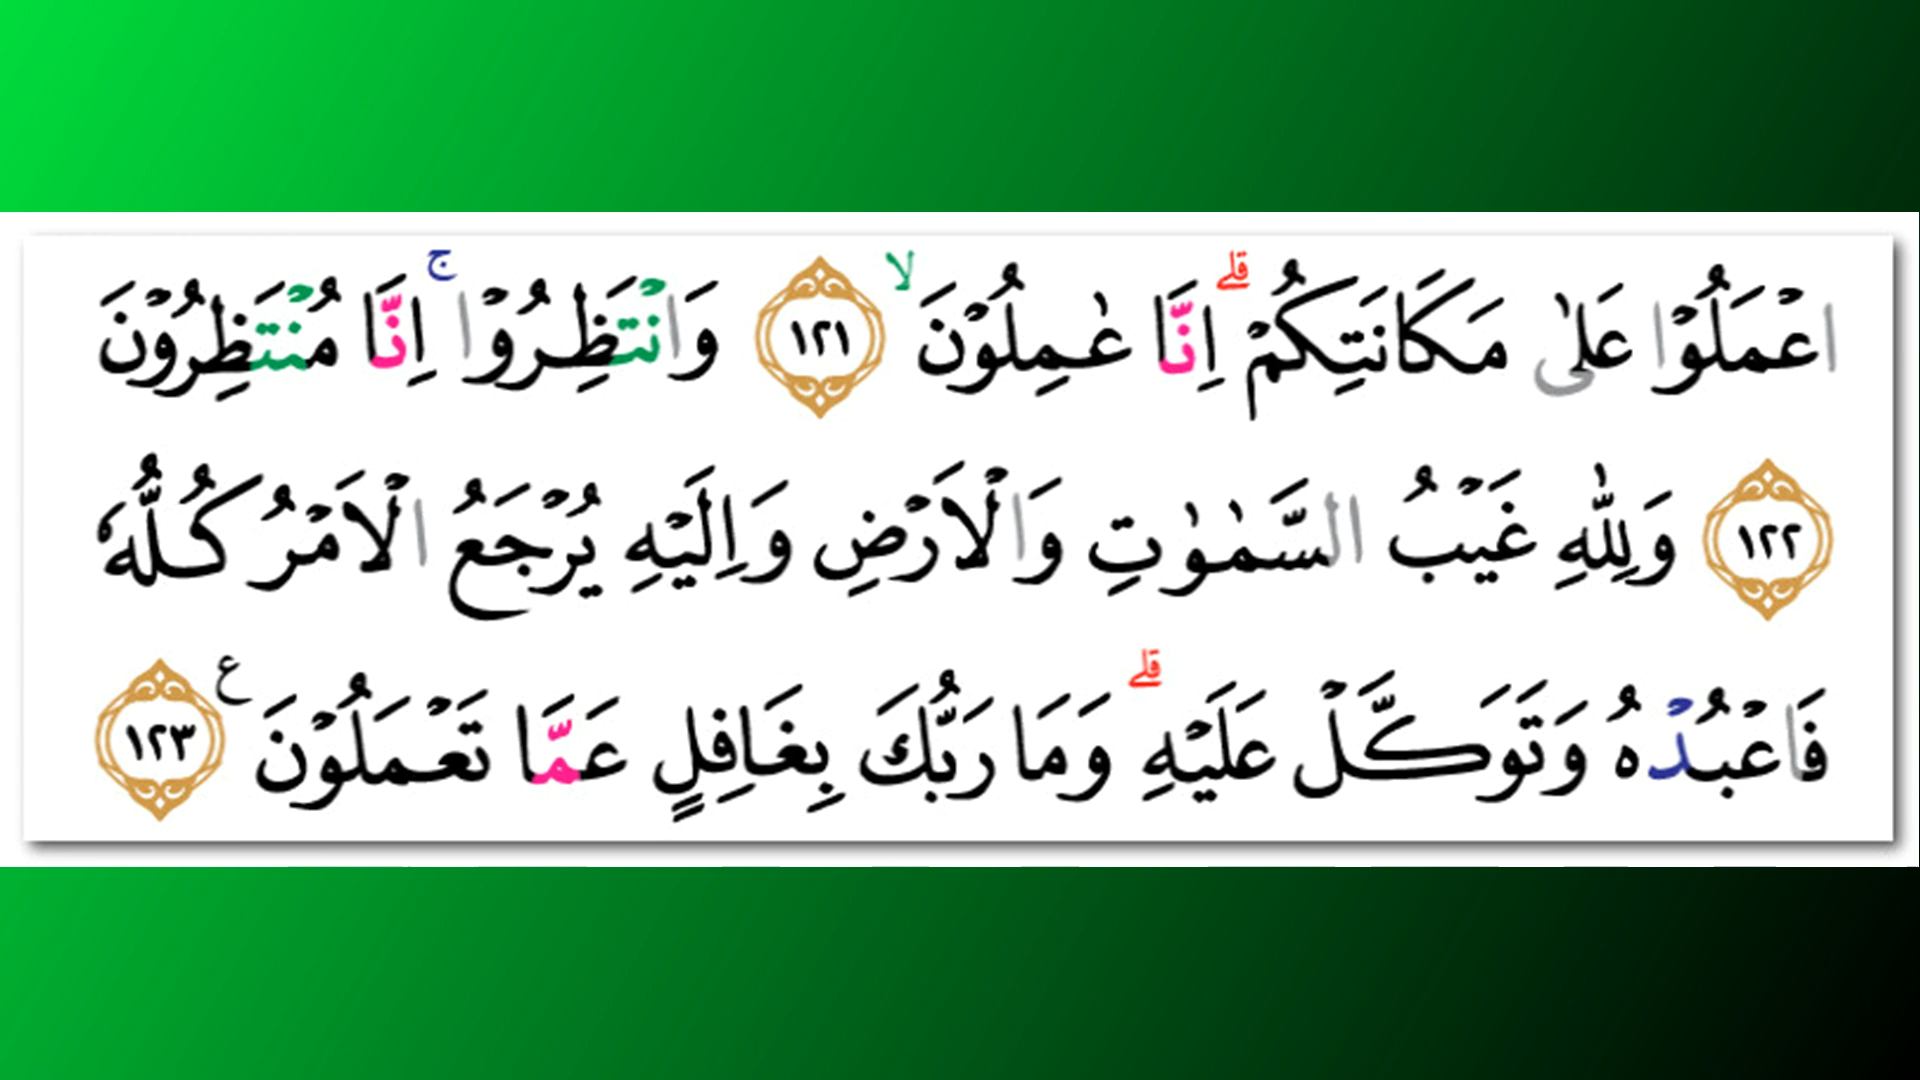 اعْمَلُوْا عَلٰى مَكَانَتِكُمْ ۗ اِنَّا عٰمِلُوْنَ ۙ ١٢١ وَانْتَظِرُوْا ۚ اِنَّا مُنْتَظِرُوْنَ
١٢٢ وَلِلّٰهِ غَيْبُ السَّمٰوٰتِ وَالْاَرْضِ وَاِلَيْهِ يُرْجَعُ الْاَمْرُ كُلُّهٗ
فَاعْبُدْهُ وَتَوَكَّلْ عَلَيْهِ ۗ وَمَا رَبُّكَ بِغَافِلٍ عَمَّا تَعْمَلُوْنَ ع ١٢٣